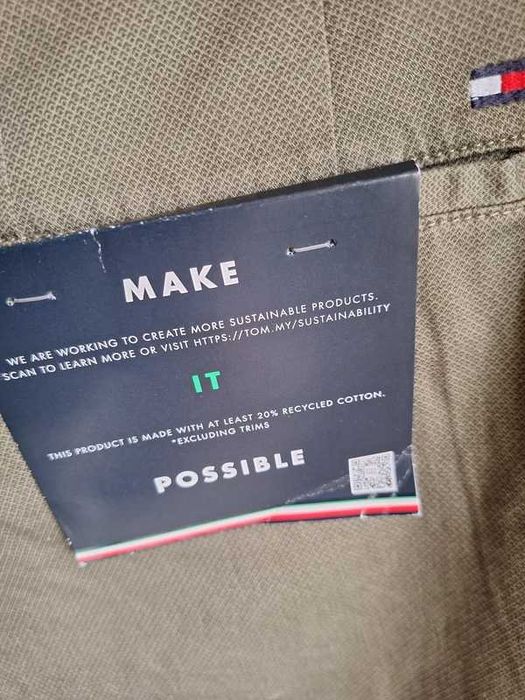 MAKE
WE ARE WORKING TO CREATE MORE SUSTAINABLE PRODUCTS.
SCAN TO LEARN MORE OR VISIT HTTPS://TOM.MY/SUSTAINABILITY
IT
THIS PRODUCT IS MADE WITH AT LEAST 20% RECYCLED COTTON.
*EXCLUDING TRIMS
POSSIBLE